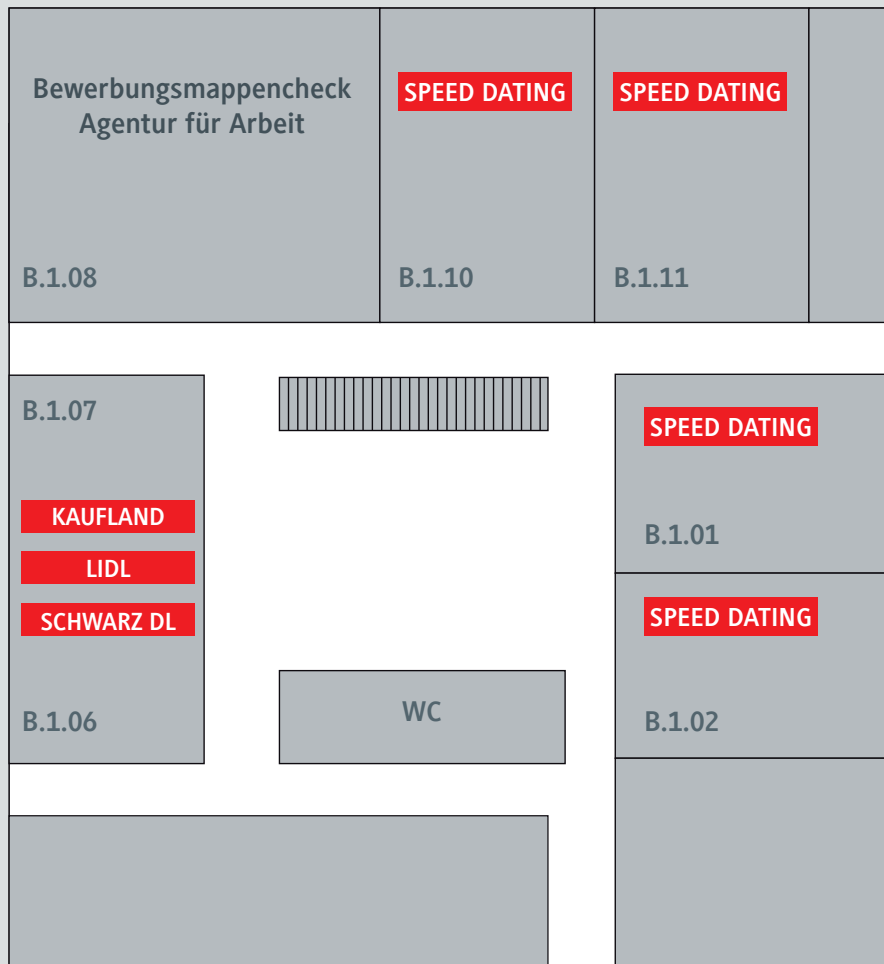 Bewerbungsmappencheck
Agentur für Arbeit
B.1.08
SPEED DATING
B.1.10
SPEED DATING
B.1.11
B.1.07
KAUFLAND
LIDL
SCHWARZ DL
B.1.06
WC
SPEED DATING
B.1.01
SPEED DATING
B.1.02